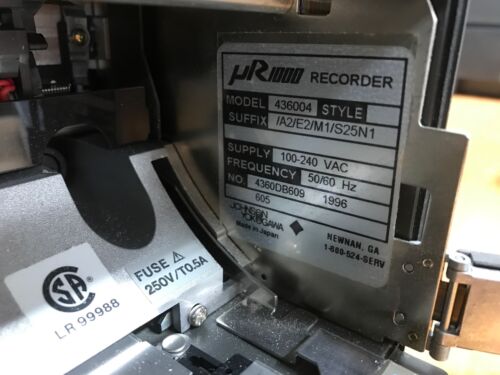 µR1000 RECORDER
MODEL 436004 STYLE
SUFFIX /A2/E2/M1/S25N1
SUPPLY 100-240 VAC
FREQUENCY 50/60 Hz
NO. 4360DB609 1996
605
JOHNSON
YOKOGAWA
Made in Japan
NEWNAN, GA
1-800-524-SERV
FUSE
250V/T0.5A
CSA
LR 99988